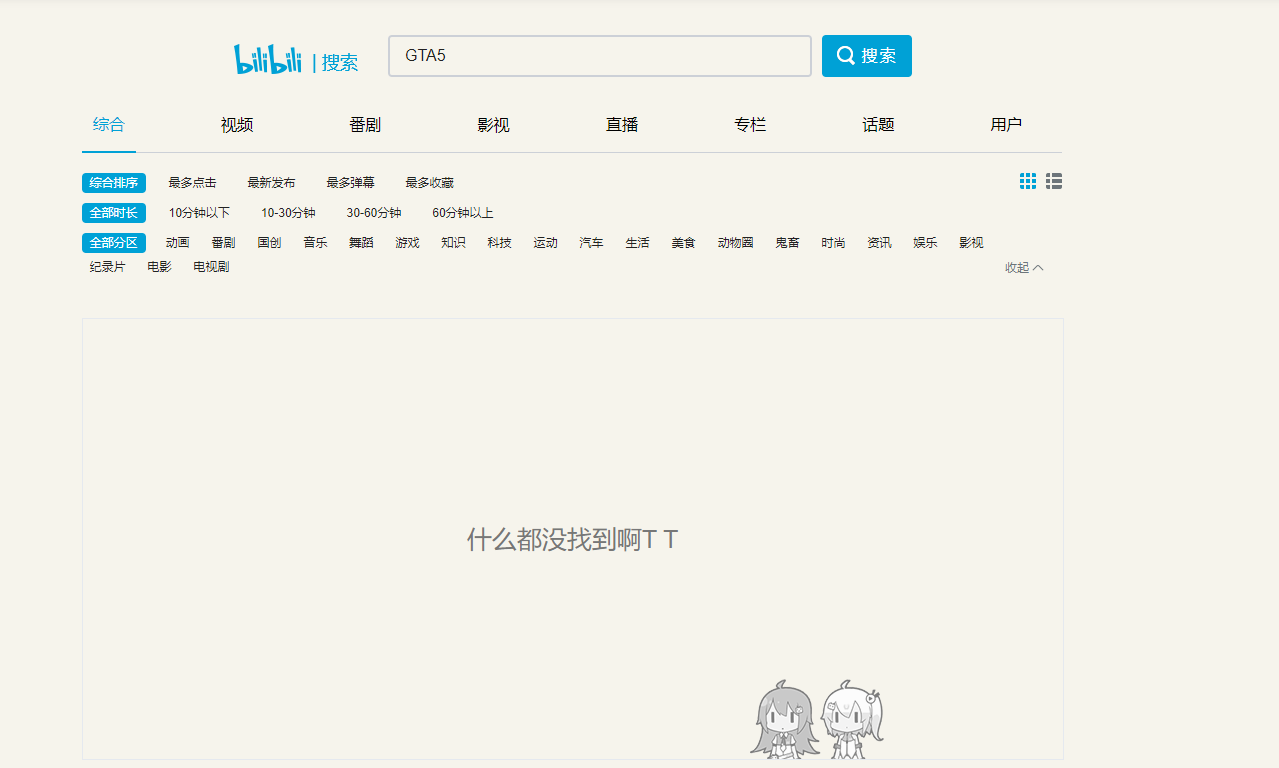 bilibili | 搜索 GTA5 搜索
综合 视频 番剧 影视 直播 专栏 话题 用户
综合排序 最多点击 最新发布 最多弹幕 最多收藏
全部时长 10分钟以下 10-30分钟 30-60分钟 60分钟以上
全部分区 动画 番剧 国创 音乐 舞蹈 游戏 知识 科技 运动 汽车 生活 美食 动物圈 鬼畜 时尚 资讯 娱乐 影视
纪录片 电影 电视剧 收起
什么都没找到啊T T